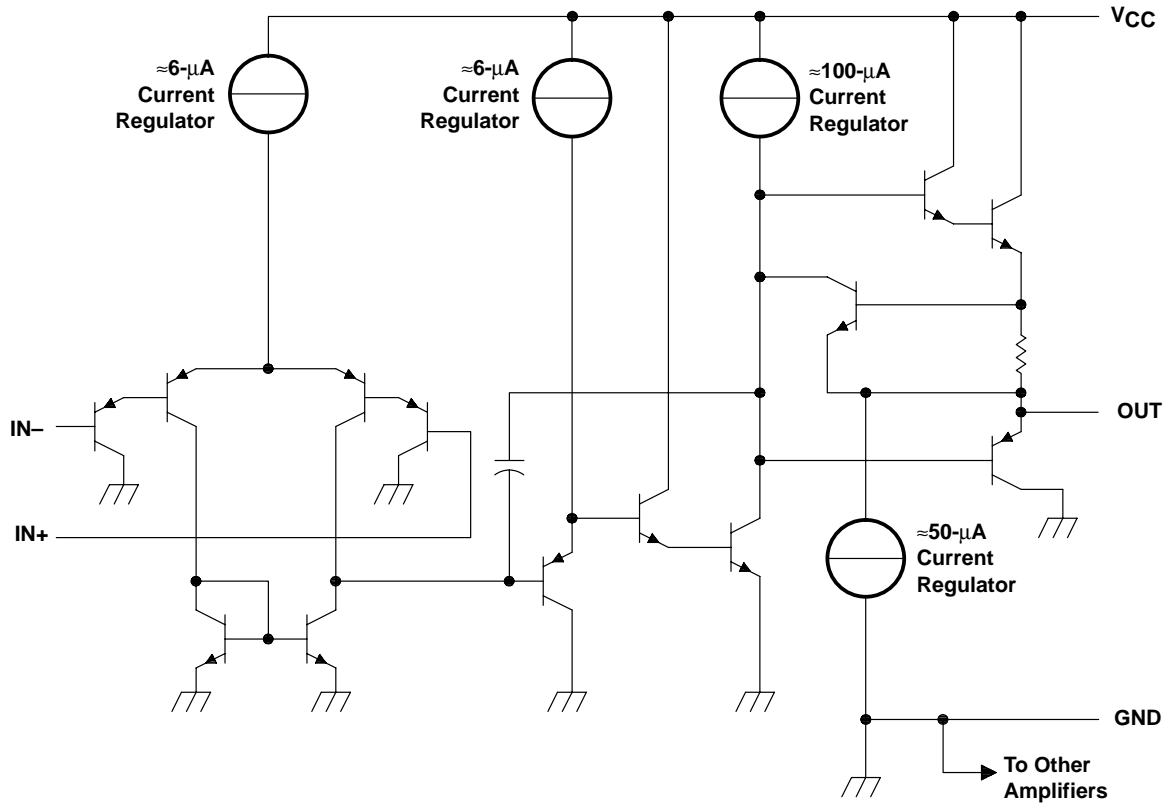 VCC
≈6-μA
Current
Regulator
≈6-μA
Current
Regulator
≈100-μA
Current
Regulator
IN−
OUT
IN+
≈50-μA
Current
Regulator
GND
To Other
Amplifiers